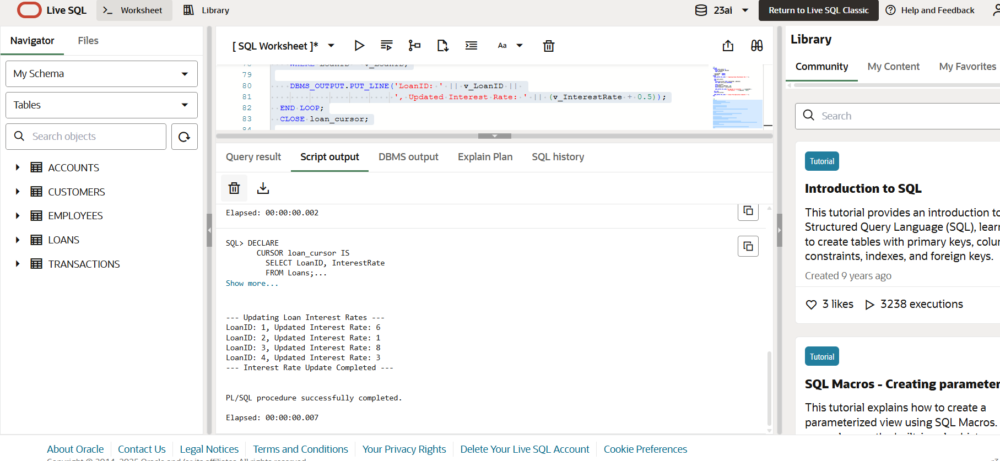 Live SQL
Worksheet
Library
23ai
Return to Live SQL Classic
Help and Feedback
Navigator
Files
My Schema
Tables
Search objects
ACCOUNTS
CUSTOMERS
EMPLOYEES
LOANS
TRANSACTIONS
[ SQL Worksheet ]*
Aa
79
80 DBMS_OUTPUT.PUT_LINE('LoanID: ' || v_LoanID ||
81 ', Updated Interest Rate: ' || (v_InterestRate + 0.5));
82 END LOOP;
83 CLOSE loan_cursor;
84
Query result
Script output
DBMS output
Explain Plan
SQL history
Elapsed: 00:00:00.002
SQL> DECLARE
CURSOR loan_cursor IS
SELECT LoanID, InterestRate
FROM Loans;...
Show more...
--- Updating Loan Interest Rates ---
LoanID: 1, Updated Interest Rate: 6
LoanID: 2, Updated Interest Rate: 1
LoanID: 3, Updated Interest Rate: 8
LoanID: 4, Updated Interest Rate: 3
--- Interest Rate Update Completed ---
PL/SQL procedure successfully completed.
Elapsed: 00:00:00.007
Library
Community
My Content
My Favorites
Search
Tutorial
Introduction to SQL
This tutorial provides an introduction to
Structured Query Language (SQL), lear
to create tables with primary keys, colu
constraints, indexes, and foreign keys.
Created 9 years ago
3 likes
3238 executions
Tutorial
SQL Macros - Creating parameter
This tutorial explains how to create a
parameterized view using SQL Macros.
About Oracle
Contact Us
Legal Notices
Terms and Conditions
Your Privacy Rights
Delete Your Live SQL Account
Cookie Preferences